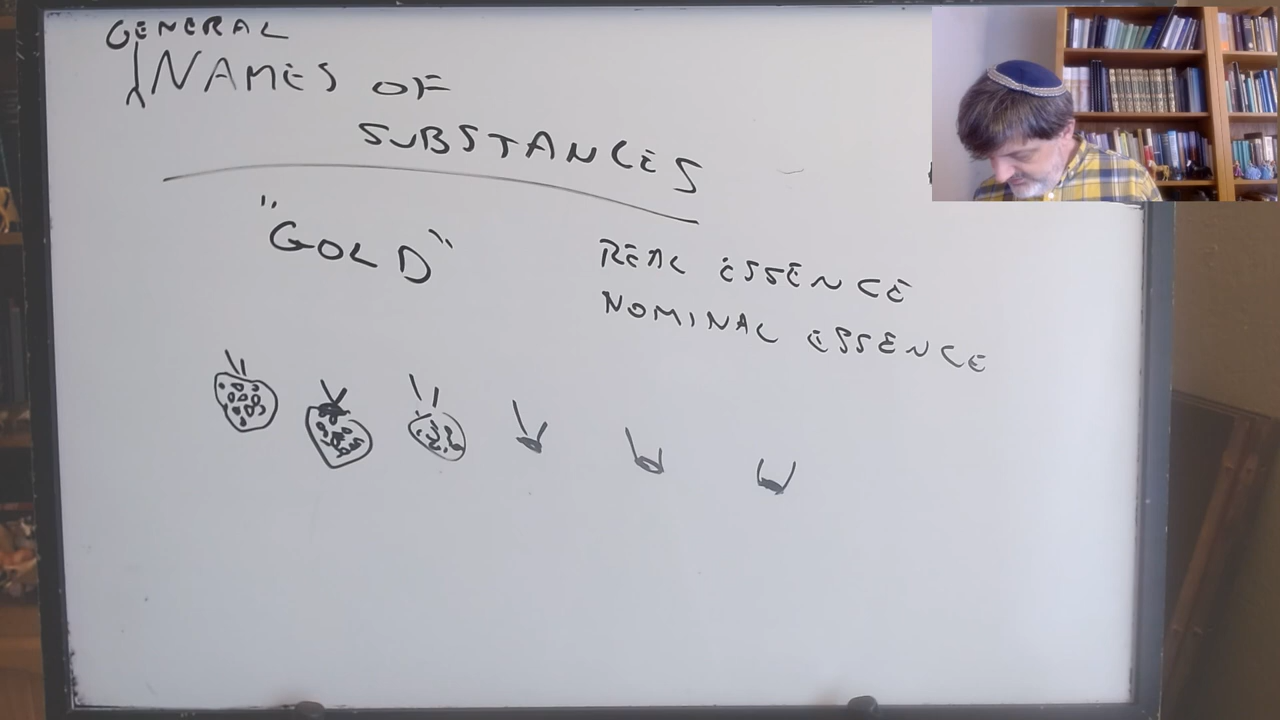 GENERAL
NAMES OF
SUBSTANCES
"GOLD"
REAL ESSENCE
NOMINAL ESSENCE